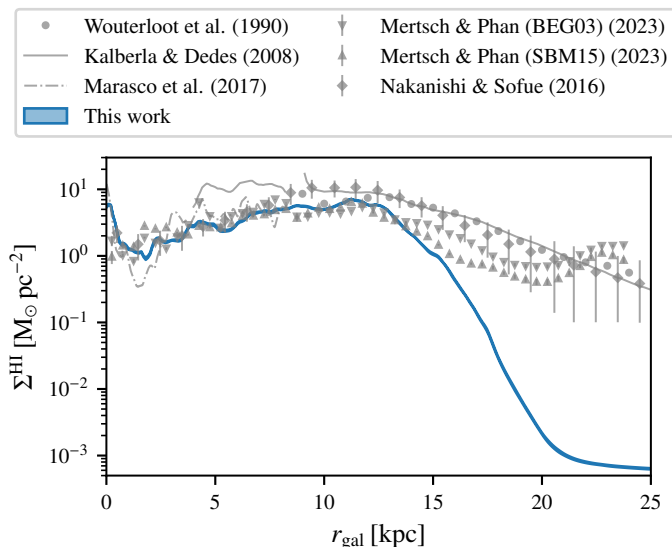 Wouterloot et al. (1990)
Kalberla & Dedes (2008)
Marasco et al. (2017)
This work
Mertsch & Phan (BEG03) (2023)
Mertsch & Phan (SBM15) (2023)
Nakanishi & Sofue (2016)
Σ^HI [M_⊙ pc⁻²]
10¹
10⁰
10⁻¹
10⁻²
10⁻³
0 5 10 15 20 25
r_gal [kpc]